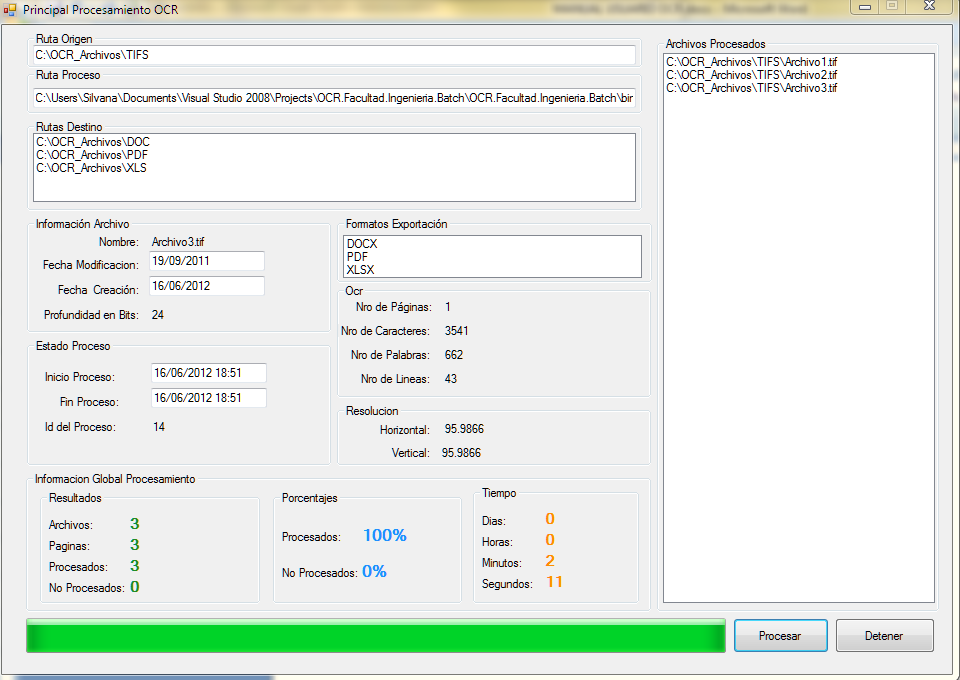 Principal Procesamiento OCR
Ruta Origen
C:\OCR_Archivos\TIFS
Ruta Proceso
C:\Users\Silvana\Documents\Visual Studio 2008\Projects\OCR.Facultad.Ingenieria.Batch\OCR.Facultad.Ingenieria.Batch\bin
Rutas Destino
C:\OCR_Archivos\DOC
C:\OCR_Archivos\PDF
C:\OCR_Archivos\XLS
Información Archivo
Nombre: Archivo3.tif
Fecha Modificacion: 19/09/2011
Fecha Creación: 16/06/2012
Profundidad en Bits: 24
Estado Proceso
Inicio Proceso: 16/06/2012 18:51
Fin Proceso: 16/06/2012 18:51
Id del Proceso: 14
Formatos Exportación
DOCX
PDF
XLSX
Ocr
Nro de Páginas: 1
Nro de Caracteres: 3541
Nro de Palabras: 662
Nro de Lineas: 43
Resolucion
Horizontal: 95.9866
Vertical: 95.9866
Informacion Global Procesamiento
Resultados
Archivos: 3
Paginas: 3
Procesados: 3
No Procesados: 0
Porcentajes
Procesados: 100%
No Procesados: 0%
Tiempo
Dias: 0
Horas: 0
Minutos: 2
Segundos: 11
Archivos Procesados
C:\OCR_Archivos\TIFS\Archivo1.tif
C:\OCR_Archivos\TIFS\Archivo2.tif
C:\OCR_Archivos\TIFS\Archivo3.tif
Procesar
Detener